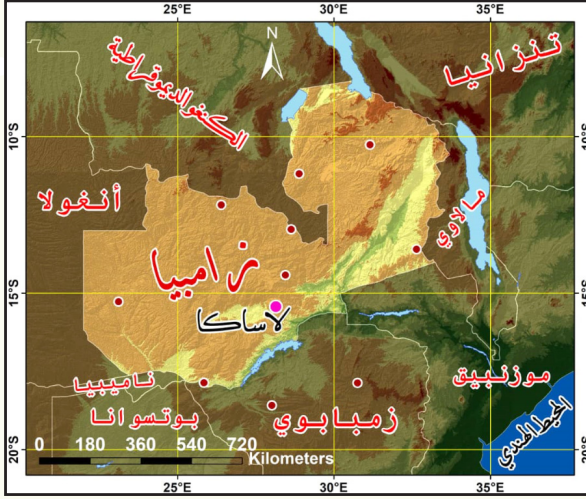 25°E 30°E 35°E
N
الكنغو الديموقراطية
تنزانيا
10°S 10°S
أنغولا
مالاوي
زامبيا
15°S 15°S
لاساكا
ناميبيا
موزنبيق
بوتسوانا
زمبابوي
المحيط الهندي
20°S 20°S
0 180 360 540 720
Kilometers
25°E 30°E 35°E